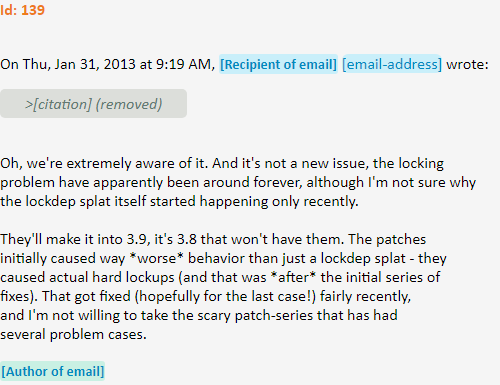 Id: 139
On Thu, Jan 31, 2013 at 9:19 AM, [Recipient of email] [email-address] wrote:
>[citation] (removed)
Oh, we're extremely aware of it. And it's not a new issue, the locking
problem have apparently been around forever, although I'm not sure why
the lockdep splat itself started happening only recently.
They'll make it into 3.9, it's 3.8 that won't have them. The patches
initially caused way *worse* behavior than just a lockdep splat - they
caused actual hard lockups (and that was *after* the initial series of
fixes). That got fixed (hopefully for the last case!) fairly recently,
and I'm not willing to take the scary patch-series that has had
several problem cases.
[Author of email]